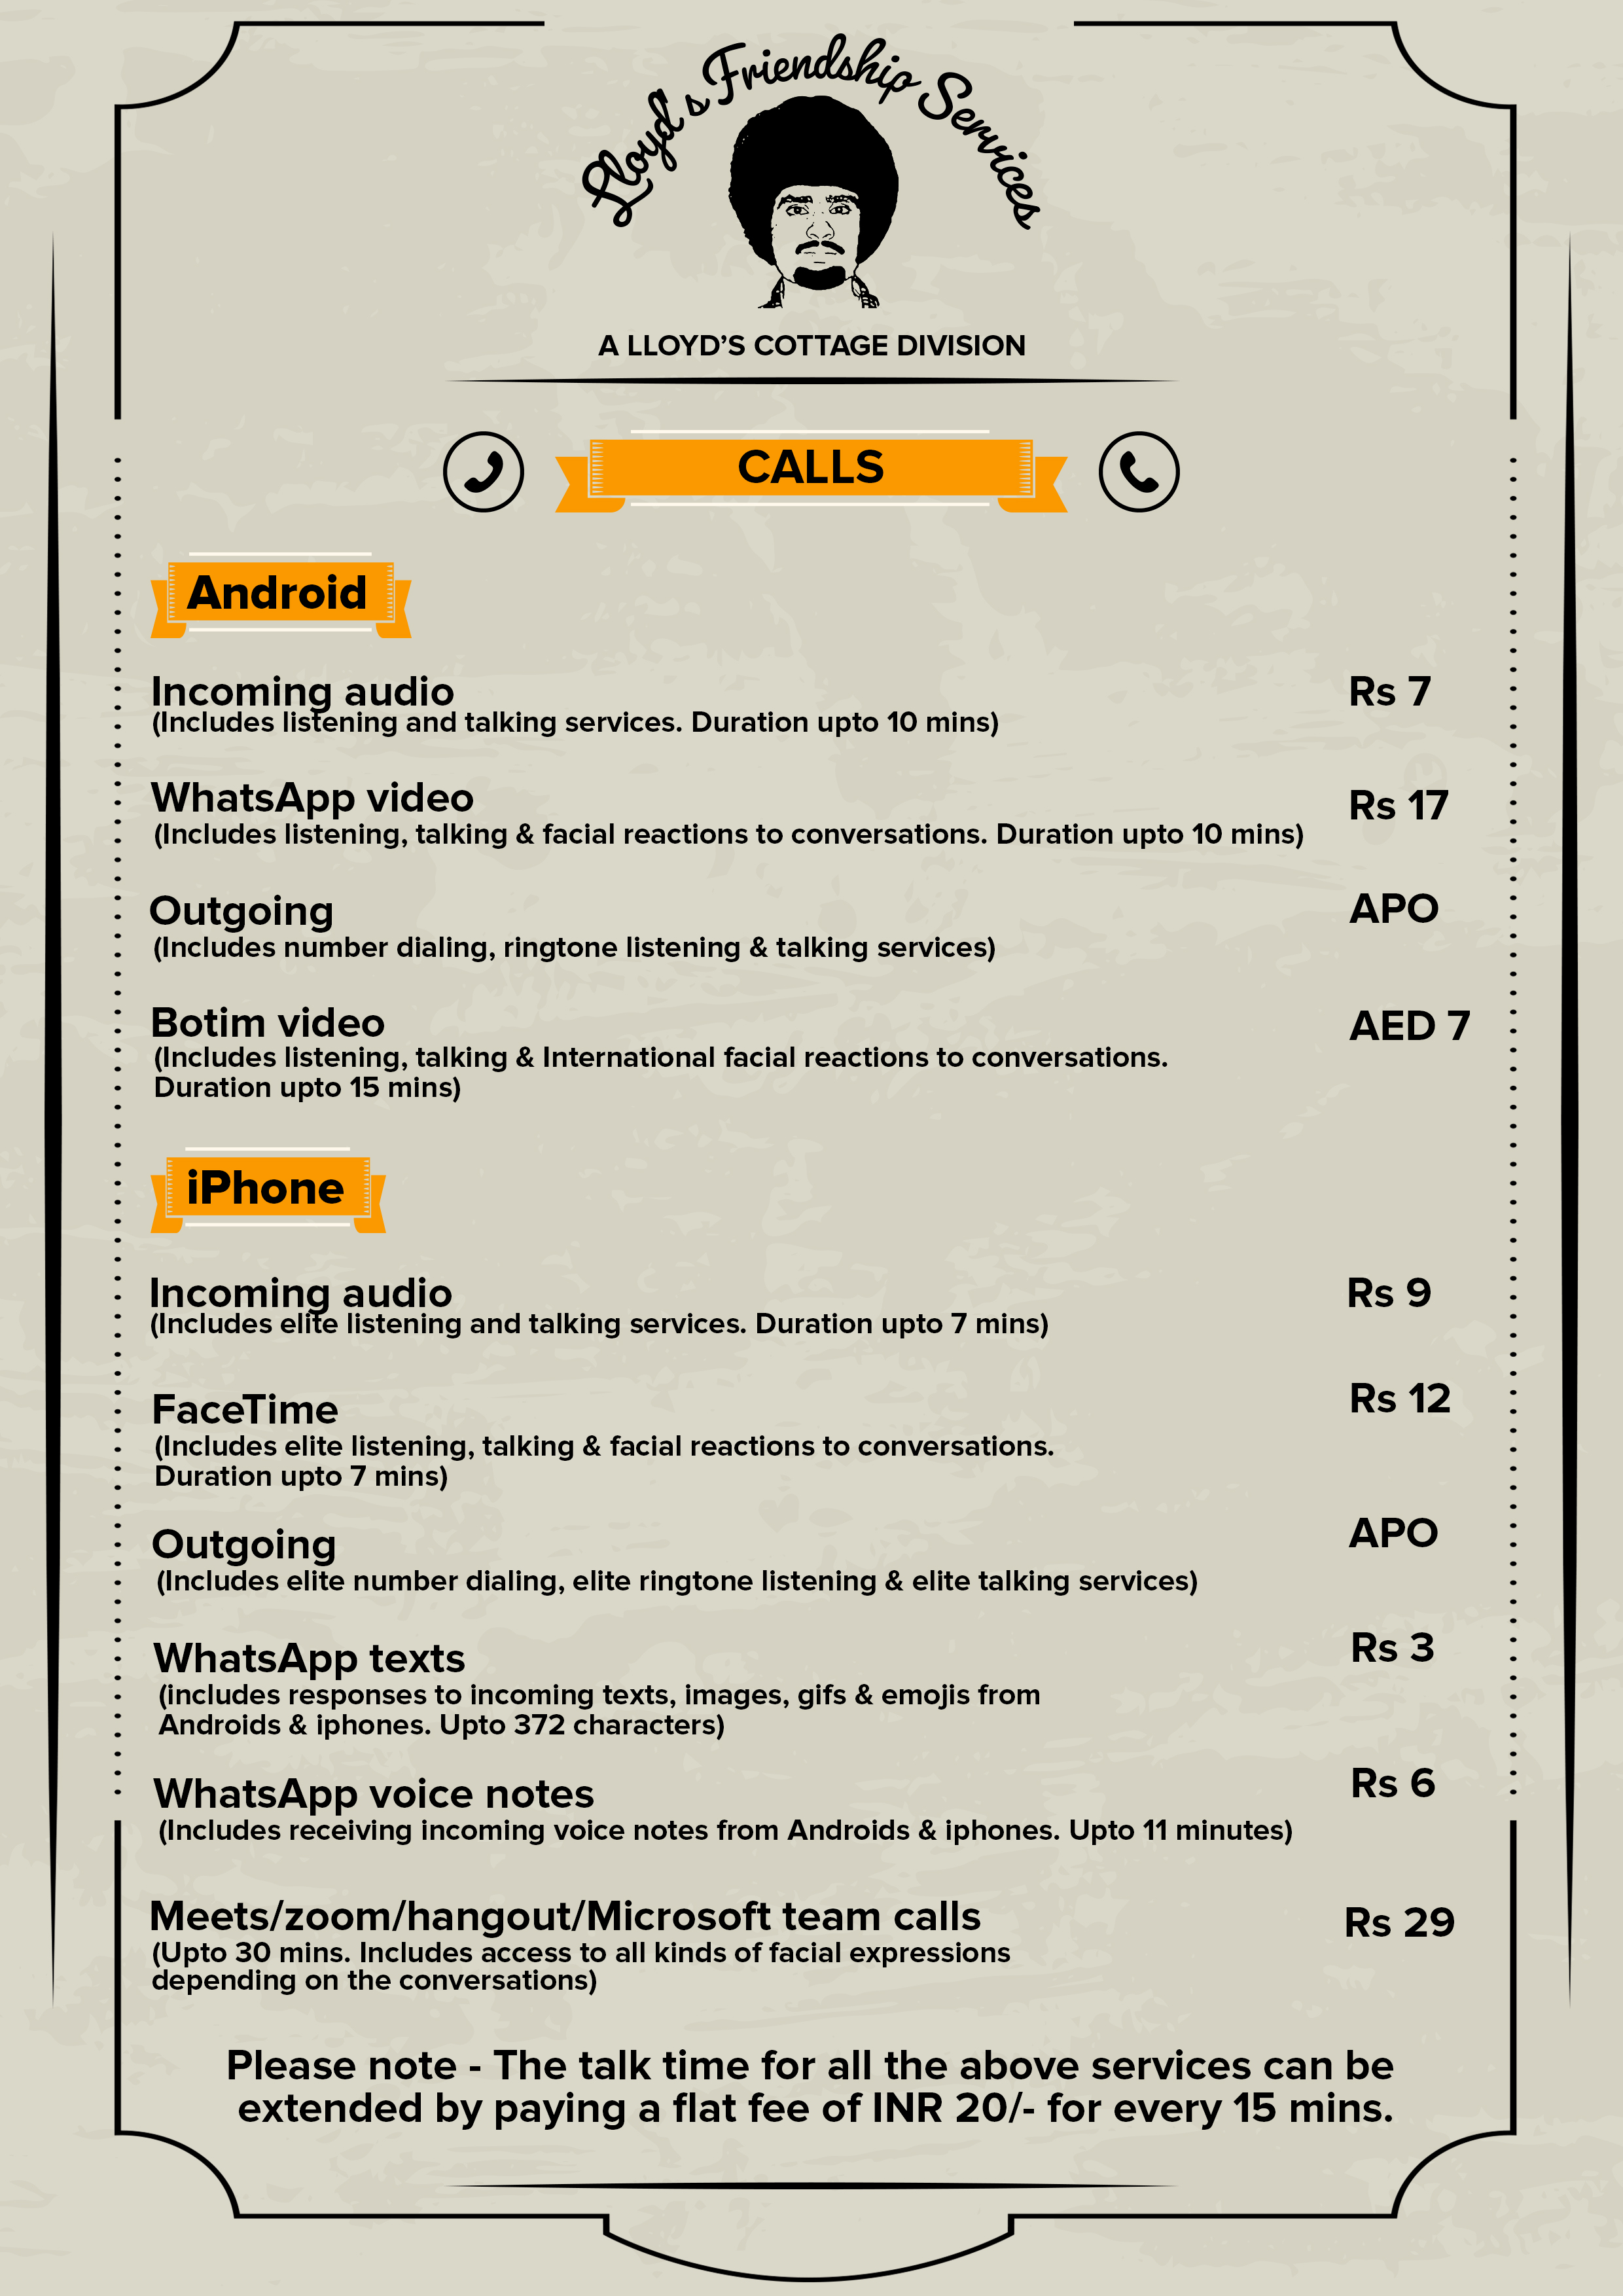 Lloyd's Friendship Services
A LLOYD'S COTTAGE DIVISION
CALLS
Android
Incoming audio
Rs 7
(Includes listening and talking services. Duration upto 10 mins)
WhatsApp video
Rs 17
(Includes listening, talking & facial reactions to conversations. Duration upto 10 mins)
Outgoing
APO
(Includes number dialing, ringtone listening & talking services)
Botim video
AED 7
(Includes listening, talking & International facial reactions to conversations.
Duration upto 15 mins)
iPhone
Incoming audio
Rs 9
(Includes elite listening and talking services. Duration upto 7 mins)
FaceTime
Rs 12
(Includes elite listening, talking & facial reactions to conversations.
Duration upto 7 mins)
Outgoing
APO
(Includes elite number dialing, elite ringtone listening & elite talking services)
WhatsApp texts
Rs 3
(includes responses to incoming texts, images, gifs & emojis from
Androids & iphones. Upto 372 characters)
WhatsApp voice notes
Rs 6
(Includes receiving incoming voice notes from Androids & iphones. Upto 11 minutes)
Meets/zoom/hangout/Microsoft team calls
Rs 29
(Upto 30 mins. Includes access to all kinds of facial expressions
depending on the conversations)
Please note - The talk time for all the above services can be
extended by paying a flat fee of INR 20/- for every 15 mins.